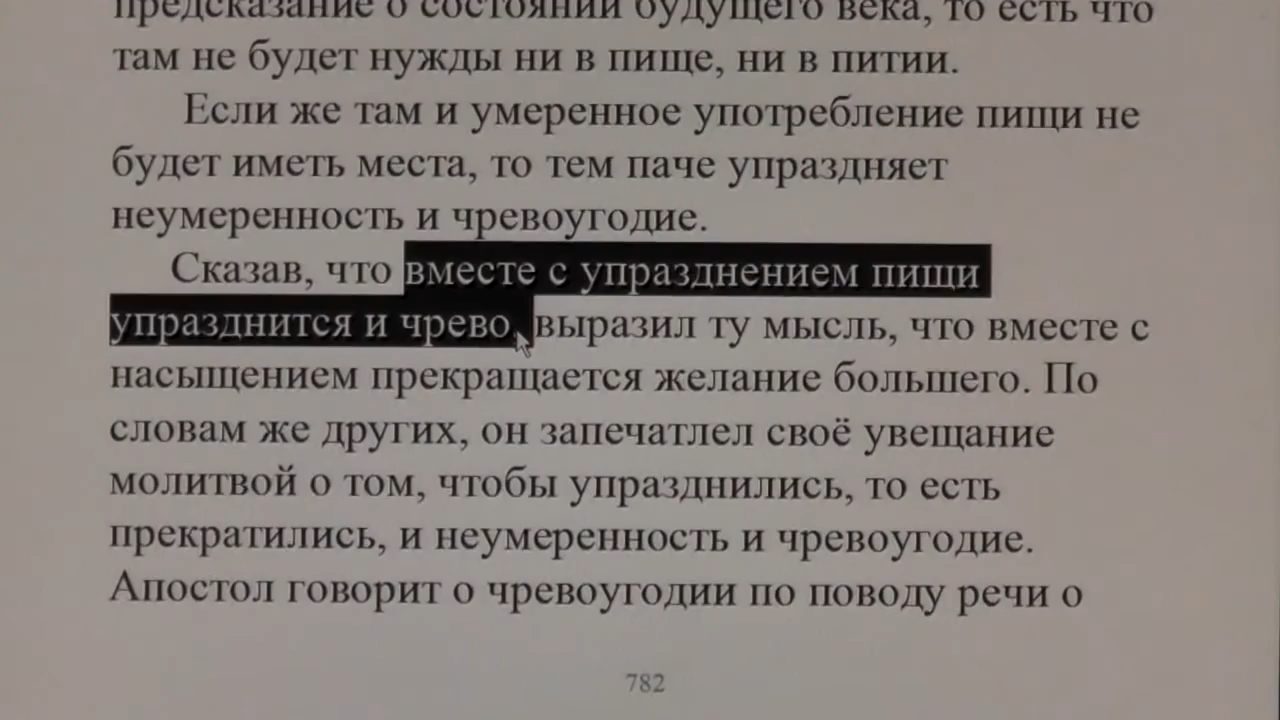 предсказание о состоянии будущего века, то есть что
там не будет нужды ни в пище, ни в питии.
Если же там и умеренное употребление пищи не
будет иметь места, то тем паче упраздняет
неумеренность и чревоугодие.
Сказав, что вместе с упразднением пищи
упразднится и чрево, выразил ту мысль, что вместе с
насыщением прекращается желание большего. По
словам же других, он запечатлел своё увещание
молитвой о том, чтобы упразднились, то есть
прекратились, и неумеренность и чревоугодие.
Апостол говорит о чревоугодии по поводу речи о
782